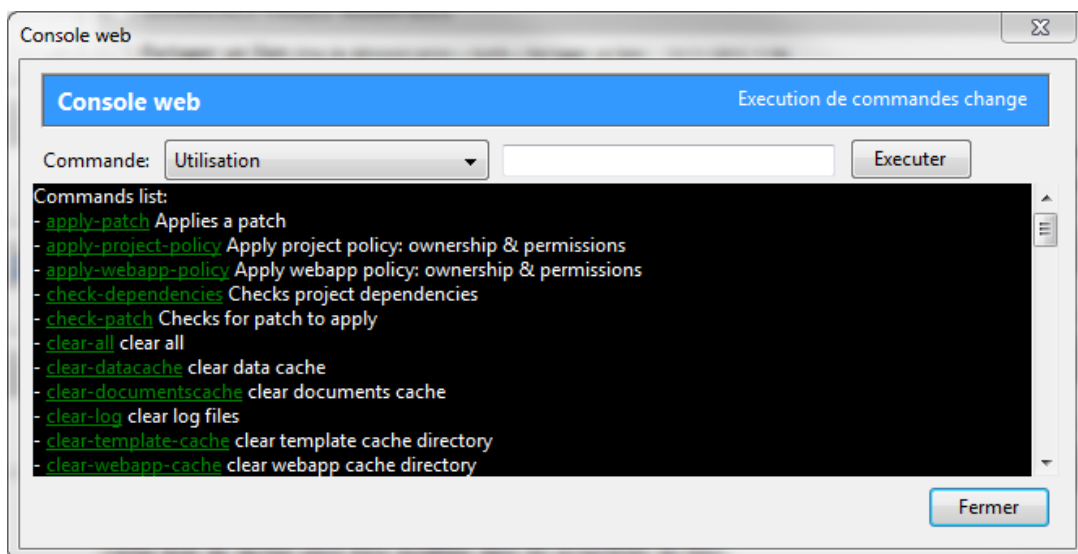 Console web
Console web
Execution de commandes change
Commande: Utilisation Executer
Commands list:
- apply-patch Applies a patch
- apply-project-policy Apply project policy: ownership & permissions
- apply-webapp-policy Apply webapp policy: ownership & permissions
- check-dependencies Checks project dependencies
- check-patch Checks for patch to apply
- clear-all clear all
- clear-datacache clear data cache
- clear-documentscache clear documents cache
- clear-log clear log files
- clear-template-cache clear template cache directory
- clear-webapp-cache clear webapp cache directory
Fermer